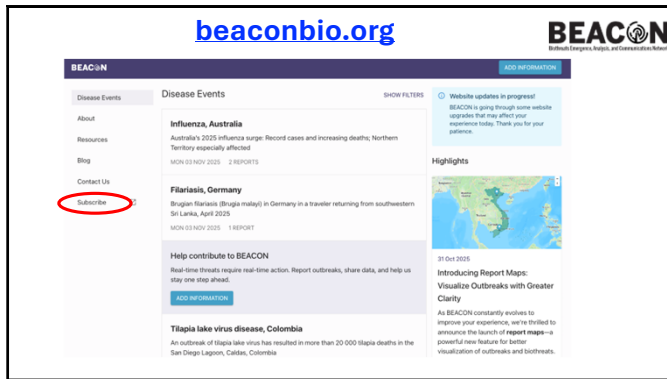 beaconbio.org
BEACON
Biothreats Emergence, Analysis, and Communications Network
BEACON
ADD INFORMATION
Disease Events
About
Resources
Blog
Contact Us
Subscribe
Disease Events
SHOW FILTERS
Influenza, Australia
Australia's 2025 influenza surge: Record cases and increasing deaths; Northern
Territory especially affected
MON 03 NOV 2025 2 REPORTS
Filariasis, Germany
Brugian filariasis (Brugia malayi) in Germany in a traveler returning from southwestern
Sri Lanka, April 2025
MON 03 NOV 2025 1 REPORT
Help contribute to BEACON
Real-time threats require real-time action. Report outbreaks, share data, and help us
stay one step ahead.
ADD INFORMATION
Tilapia lake virus disease, Colombia
An outbreak of tilapia lake virus has resulted in more than 20 000 tilapia deaths in the
San Diego Lagoon, Caldas, Colombia
Website updates in progress!
BEACON is going through some website
upgrades that may affect your
experience today. Thank you for your
patience.
Highlights
31 Oct 2025
Introducing Report Maps:
Visualize Outbreaks with Greater
Clarity
As BEACON constantly evolves to
improve your experience, we're thrilled to
announce the launch of report maps—a
powerful new feature for better
visualization of outbreaks and biothreats.